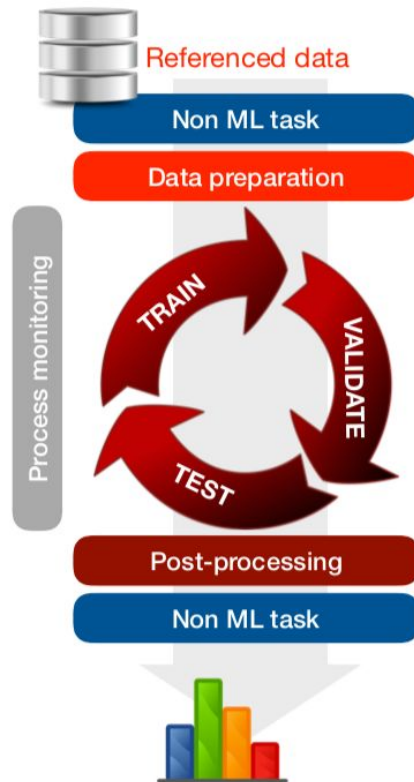 Referenced data
Non ML task
Data preparation
Process monitoring
TRAIN
VALIDATE
TEST
Post-processing
Non ML task